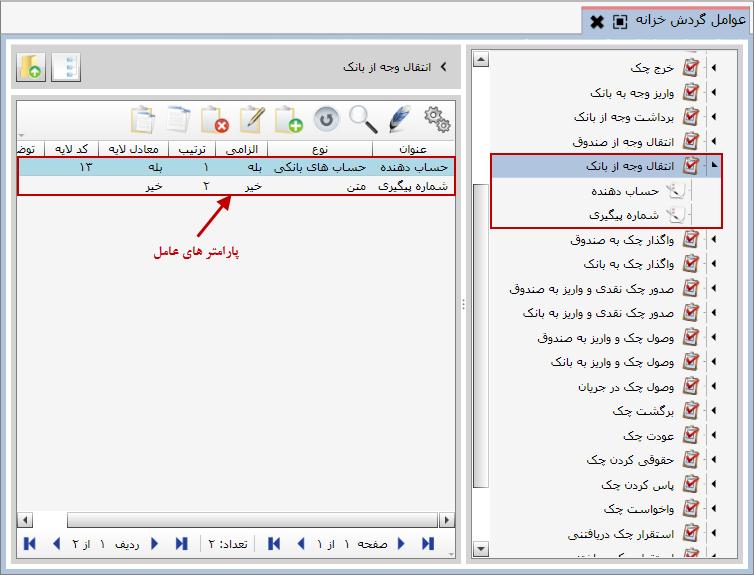 عوامل گردش خزانه
خرج چک
واریز وجه به بانک
برداشت وجه از بانک
انتقال وجه از صندوق
انتقال وجه از بانک
حساب دهنده
شماره پیگیری
واگذار چک به صندوق
واگذار چک به بانک
صدور چک نقدی و واریز به صندوق
صدور چک نقدی و واریز به بانک
وصول چک و واریز به صندوق
وصول چک و واریز به بانک
وصول چک در جریان
برگشت چک
عودت چک
حقوقی کردن چک
پاس کردن چک
واخواست چک
استقرار چک دریافتنی
انتقال وجه از بانک
عنوان نوع الزامی ترتیب معادل لایه کد لایه توض
حساب دهنده حساب های بانکی بله ۱ بله ۱۳
شماره پیگیری متن خیر ۲ خیر
پارامتر های عامل
صفحه ۱ از ۱ تعداد: ۲ ردیف ۱ از ۲